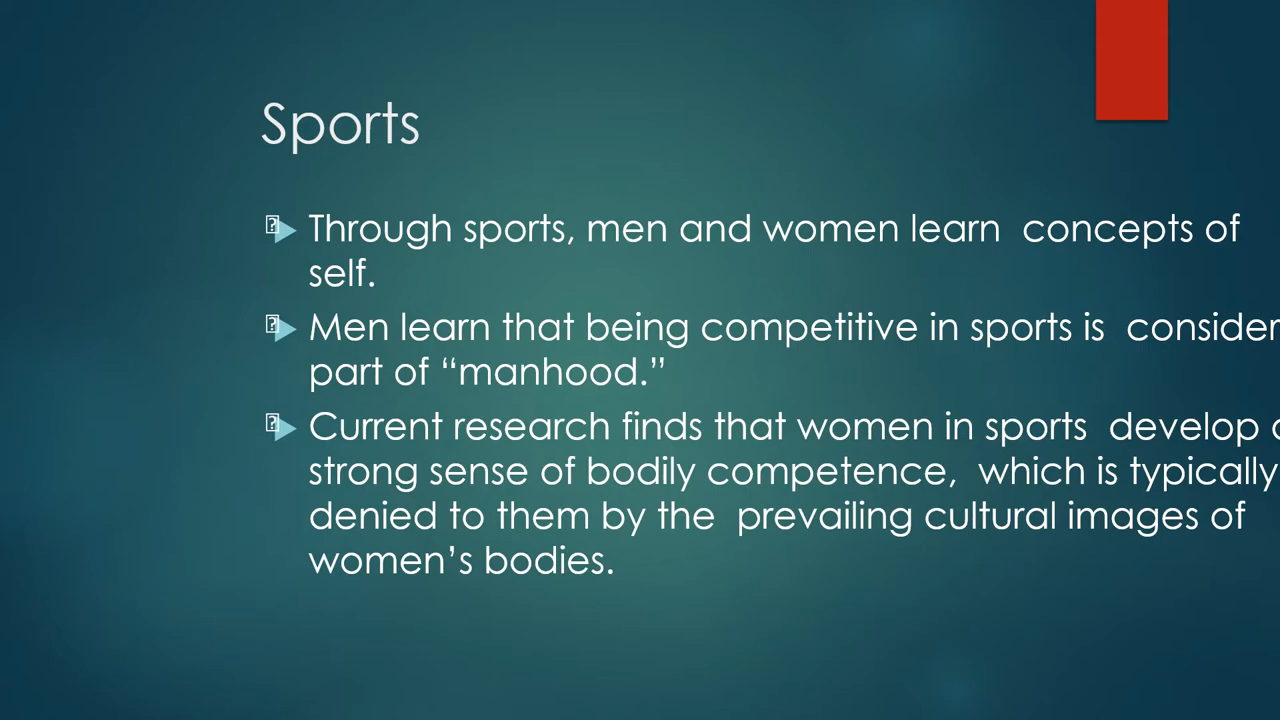 Sports
Through sports, men and women learn  concepts of
self.
Men learn that being competitive in sports is  consider
part of “manhood.”
Current research finds that women in sports  develop
strong sense of bodily competence,  which is typically
denied to them by the  prevailing cultural images of
women’s bodies.